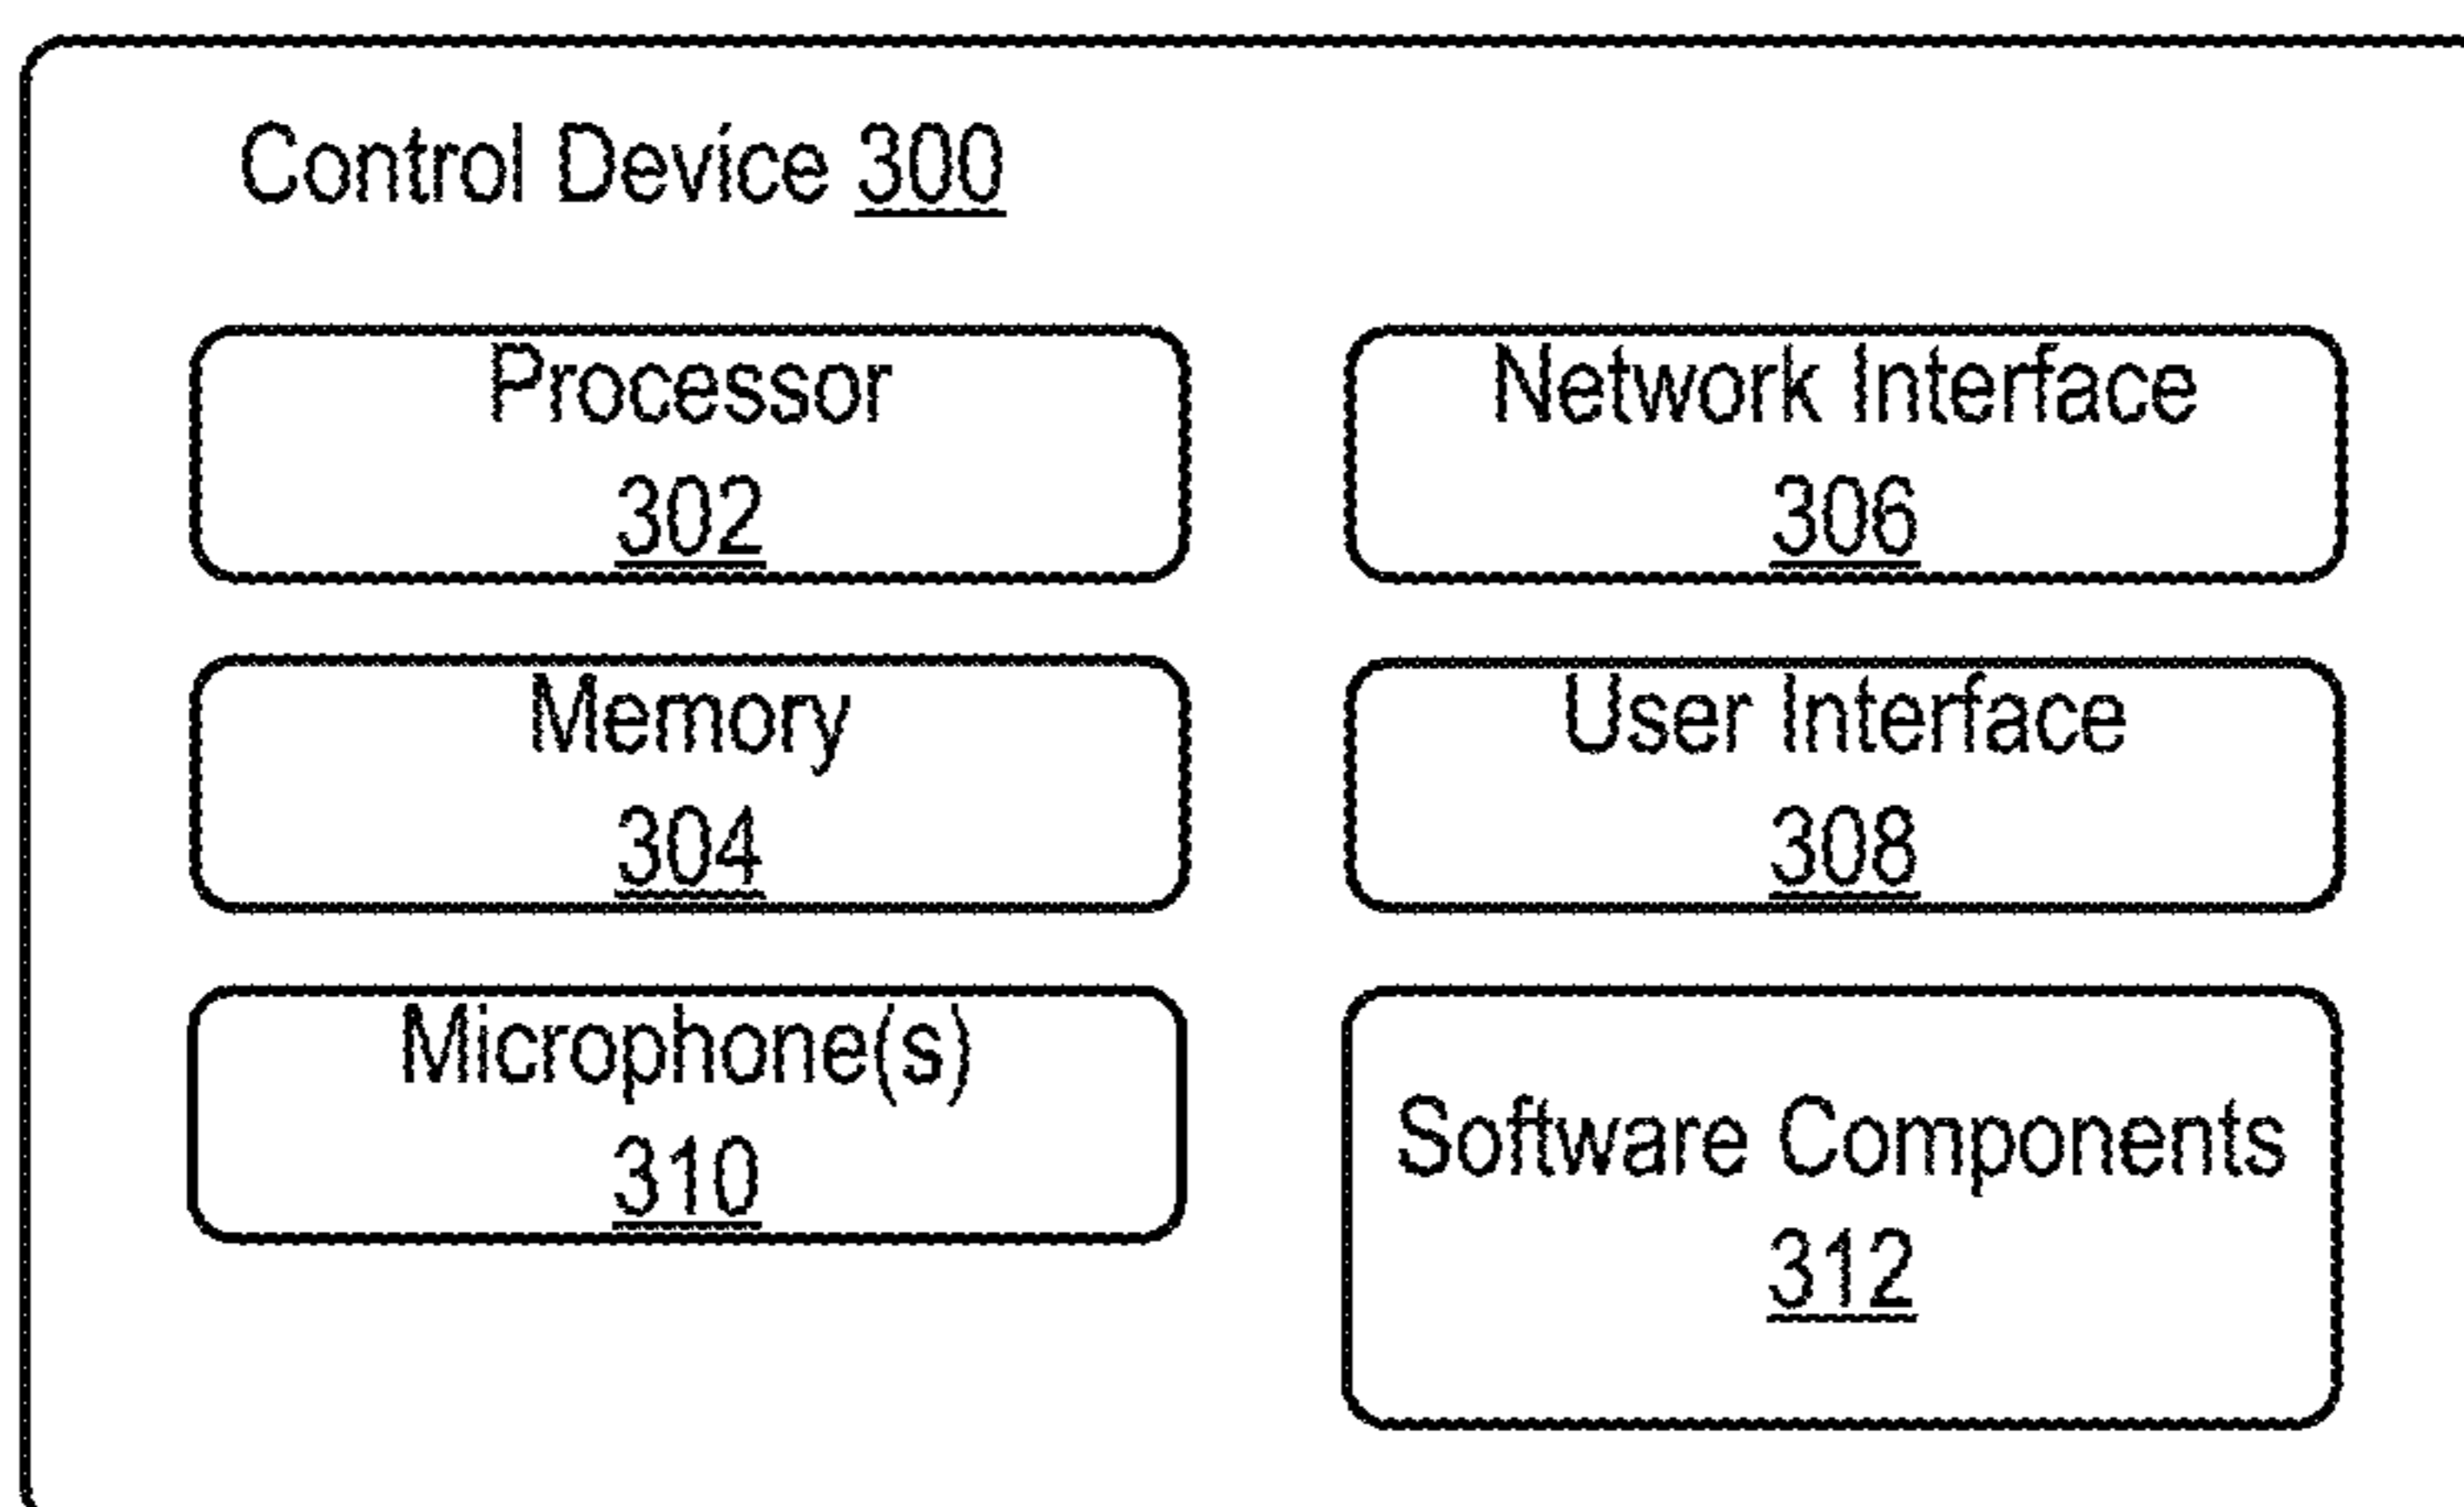 Control Device 300
Processor
302
Network Interface
306
Memory
304
User Interface
308
Microphone(s)
310
Software Components
312